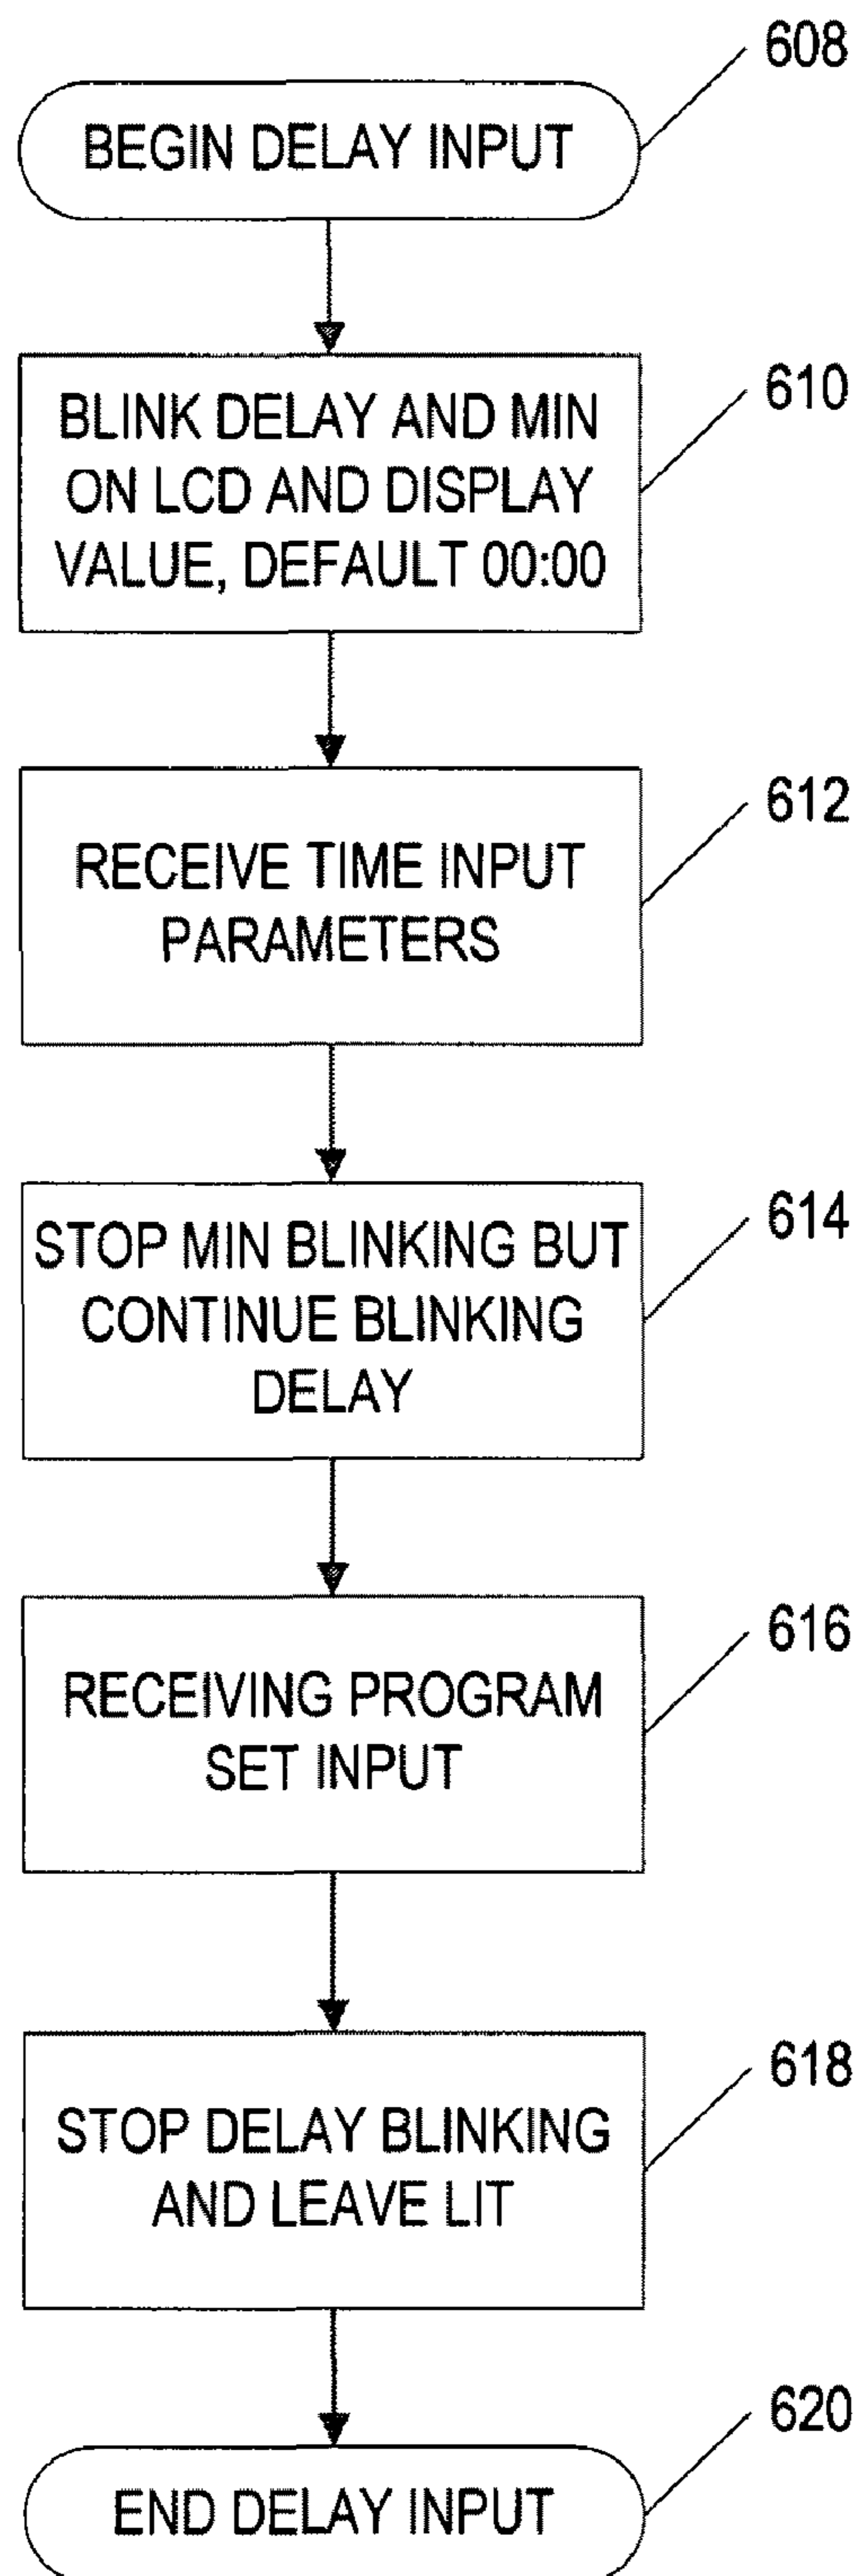 608
BEGIN DELAY INPUT
610
BLINK DELAY AND MIN
ON LCD AND DISPLAY
VALUE, DEFAULT 00:00
612
RECEIVE TIME INPUT
PARAMETERS
614
STOP MIN BLINKING BUT
CONTINUE BLINKING
DELAY
616
RECEIVING PROGRAM
SET INPUT
618
STOP DELAY BLINKING
AND LEAVE LIT
620
END DELAY INPUT